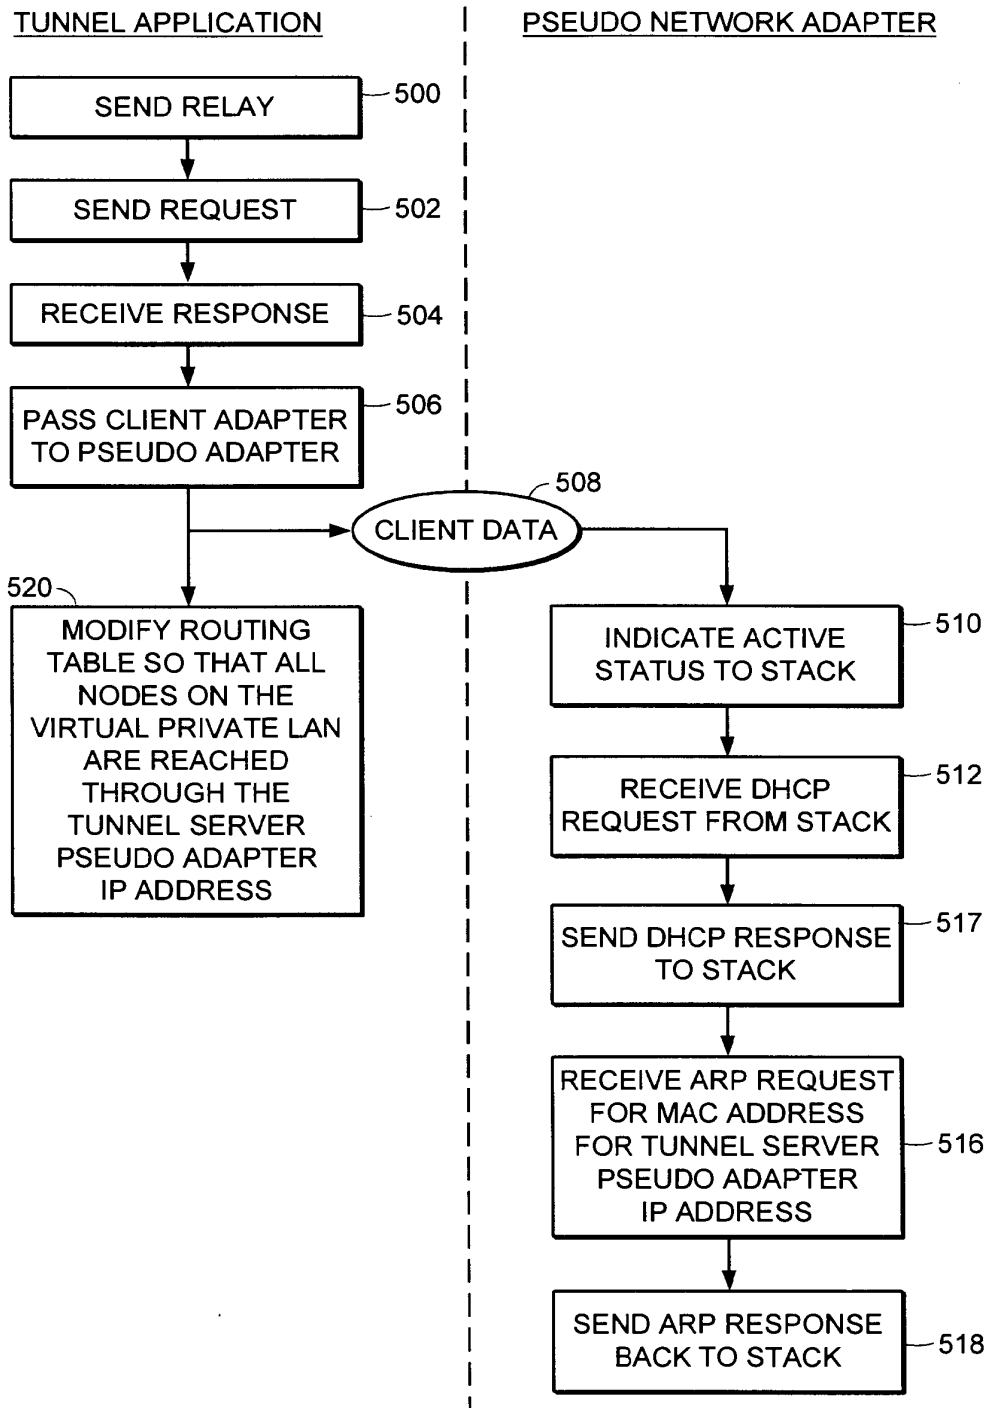 TUNNEL APPLICATION
PSEUDO NETWORK ADAPTER
SEND RELAY
500
SEND REQUEST
502
RECEIVE RESPONSE
504
PASS CLIENT ADAPTER
TO PSEUDO ADAPTER
506
CLIENT DATA
508
520
MODIFY ROUTING
TABLE SO THAT ALL
NODES ON THE
VIRTUAL PRIVATE LAN
ARE REACHED
THROUGH THE
TUNNEL SERVER
PSEUDO ADAPTER
IP ADDRESS
INDICATE ACTIVE
STATUS TO STACK
510
RECEIVE DHCP
REQUEST FROM STACK
512
SEND DHCP RESPONSE
TO STACK
517
RECEIVE ARP REQUEST
FOR MAC ADDRESS
FOR TUNNEL SERVER
PSEUDO ADAPTER
IP ADDRESS
516
SEND ARP RESPONSE
BACK TO STACK
518